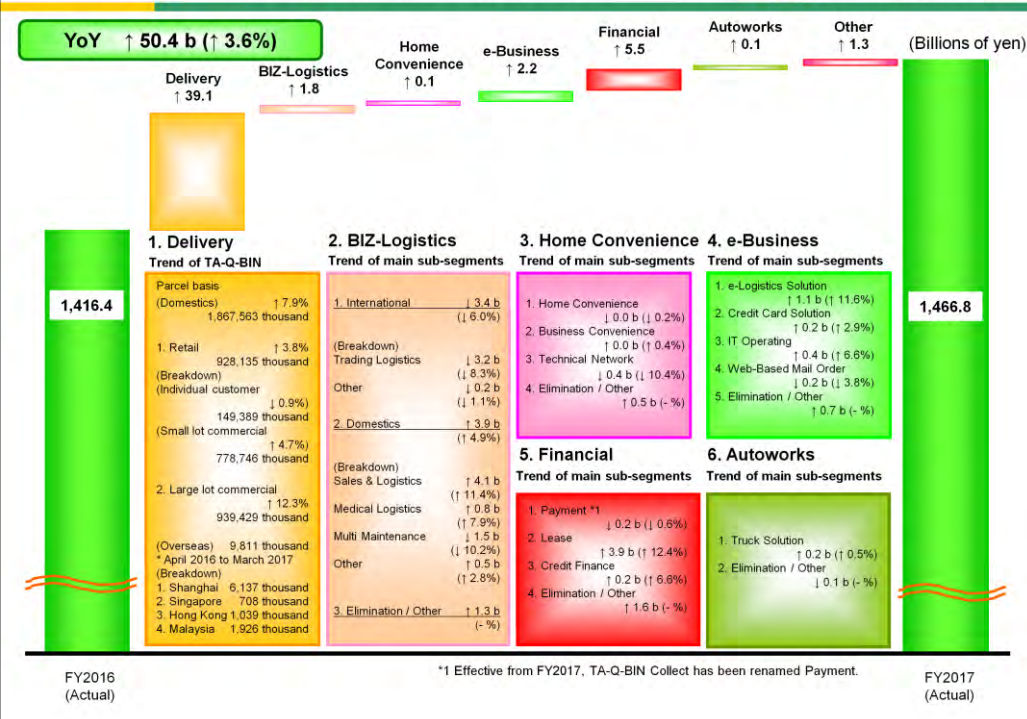 YoY ↑ 50.4 b (↑ 3.6%)
Delivery
↑ 39.1
BIZ-Logistics
↑ 1.8
Home
Convenience
↑ 0.1
e-Business
↑ 2.2
Financial
↑ 5.5
Autoworks
↑ 0.1
Other
↑ 1.3
(Billions of yen)
1,416.4
1. Delivery
Trend of TA-Q-BIN
Parcel basis
(Domestics) ↑ 7.9%
1,867,563 thousand
1. Retail ↑ 3.8%
928,135 thousand
(Breakdown)
(Individual customer
↓ 0.9%)
149,389 thousand
(Small lot commercial
↑ 4.7%)
778,746 thousand
2. Large lot commercial
↑ 12.3%
939,429 thousand
(Overseas) 9,811 thousand
* April 2016 to March 2017
(Breakdown)
1. Shanghai 6,137 thousand
2. Singapore 708 thousand
3. Hong Kong 1,039 thousand
4. Malaysia 1,926 thousand
2. BIZ-Logistics
Trend of main sub-segments
1. International ↓ 3.4 b
(↓ 6.0%)
(Breakdown)
Trading Logistics ↓ 3.2 b
(↓ 8.3%)
Other ↓ 0.2 b
(↓ 1.1%)
2. Domestics ↑ 3.9 b
(↑ 4.9%)
(Breakdown)
Sales & Logistics ↑ 4.1 b
(↑ 11.4%)
Medical Logistics ↑ 0.8 b
(↑ 7.9%)
Multi Maintenance ↓ 1.5 b
(↓ 10.2%)
Other ↑ 0.5 b
(↑ 2.8%)
3. Elimination / Other ↑ 1.3 b
(- %)
3. Home Convenience
Trend of main sub-segments
1. Home Convenience
↓ 0.0 b (↓ 0.2%)
2. Business Convenience
↑ 0.0 b (↑ 0.4%)
3. Technical Network
↓ 0.4 b (↓ 10.4%)
4. Elimination / Other
↑ 0.5 b (- %)
4. e-Business
Trend of main sub-segments
1. e-Logistics Solution
↑ 1.1 b (↑ 11.6%)
2. Credit Card Solution
↑ 0.2 b (↑ 2.9%)
3. IT Operating
↑ 0.4 b (↑ 6.6%)
4. Web-Based Mail Order
↓ 0.2 b (↓ 3.8%)
5. Elimination / Other
↑ 0.7 b (- %)
5. Financial
Trend of main sub-segments
1. Payment *1
↓ 0.2 b (↓ 0.6%)
2. Lease
↑ 3.9 b (↑ 12.4%)
3. Credit Finance
↑ 0.2 b (↑ 6.6%)
4. Elimination / Other
↑ 1.6 b (- %)
6. Autoworks
Trend of main sub-segments
1. Truck Solution
↑ 0.2 b (↑ 0.5%)
2. Elimination / Other
↓ 0.1 b (- %)
1,466.8
FY2016
(Actual)
*1 Effective from FY2017, TA-Q-BIN Collect has been renamed Payment.
FY2017
(Actual)